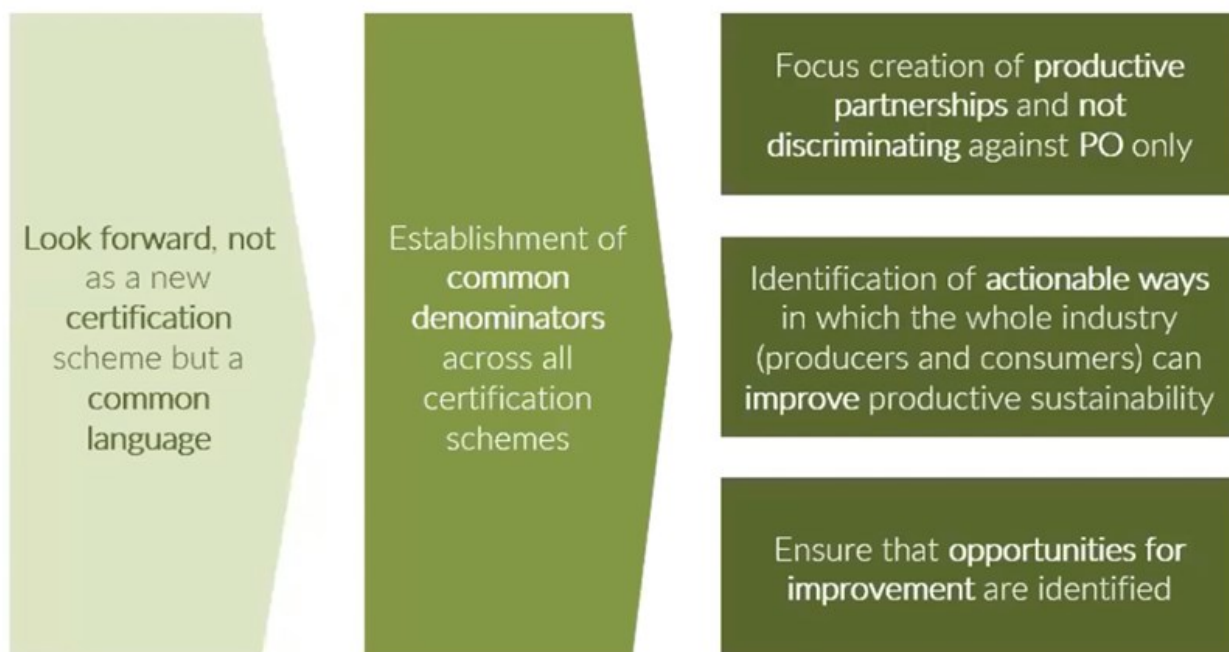 Look forward, not
as a new
certification
scheme but a
common
language
Establishment of
common
denominators
across all
certification
schemes
Focus creation of productive
partnerships and not
discriminating against PO only
Identification of actionable ways
in which the whole industry
(producers and consumers) can
improve productive sustainability
Ensure that opportunities for
improvement are identified